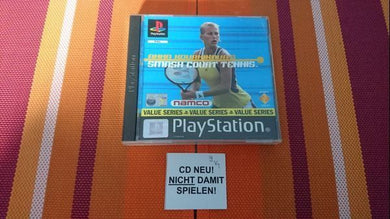 PlayStation
ANNA KOURNIKOVA'S
SMASH COURT TENNIS
namco
VALUE SERIES VALUE SERIES VALUE SERIES
PlayStation
CD NEU!
NICHT DAMIT
SPIELEN!